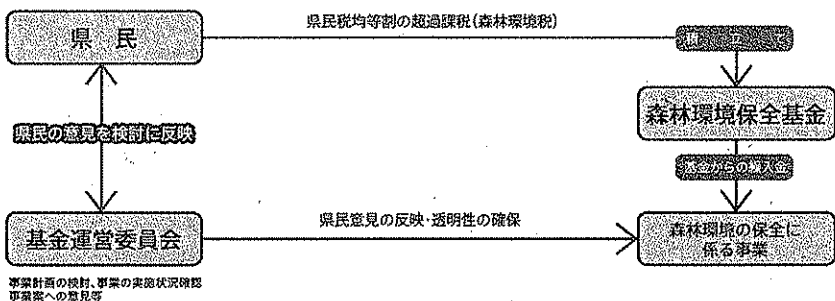 県民税均等割の超過課税(森林環境税)
県 民
積 立 て
森林環境保全基金
県民の意見を検討に反映
基金からの繰入金
県民意見の反映・透明性の確保
基金運営委員会
森林環境の保全に
係る事業
事業計画の検討、事業の実施状況確認
事業案への意見等